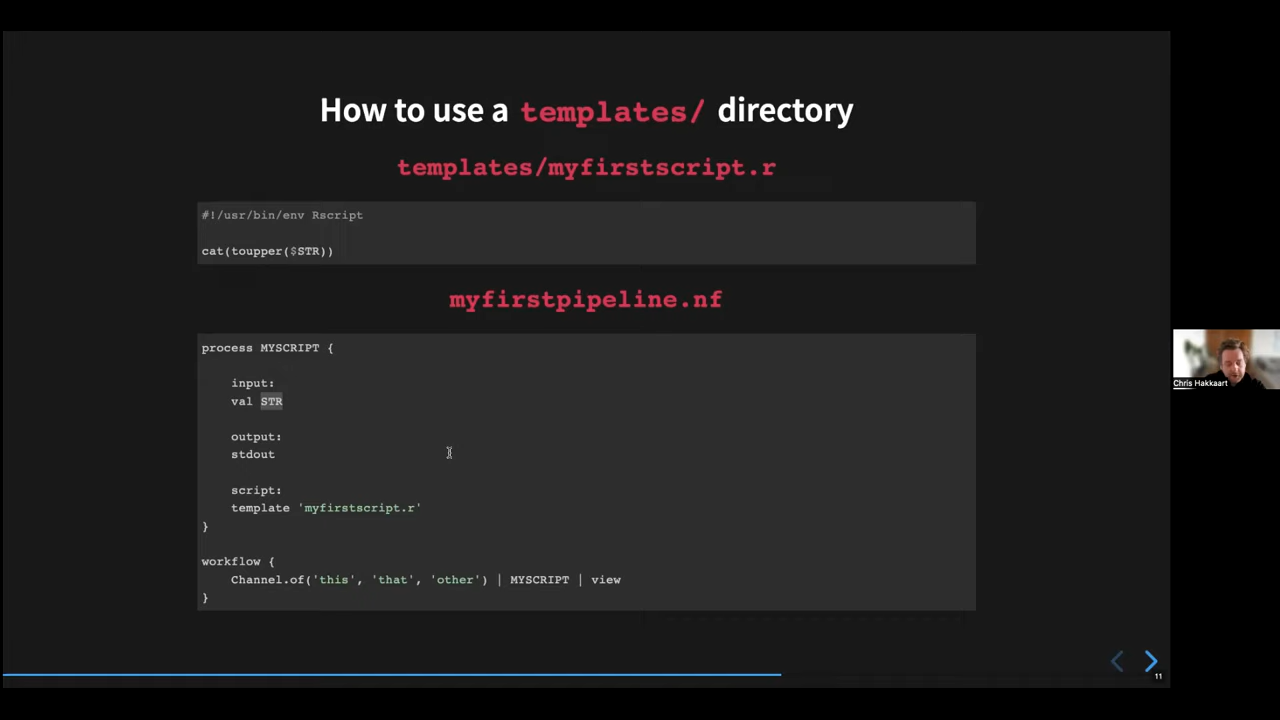 How to use a templates/ directory
templates/myfirstscript.r
#!/usr/bin/env Rscript
cat(toupper($STR))
myfirstpipeline.nf
process MYSCRIPT {
input:
val STR
output:
stdout
script:
template 'myfirstscript.r'
}
workflow {
Channel.of('this', 'that', 'other') | MYSCRIPT | view
}
Chris Hakkaart
11